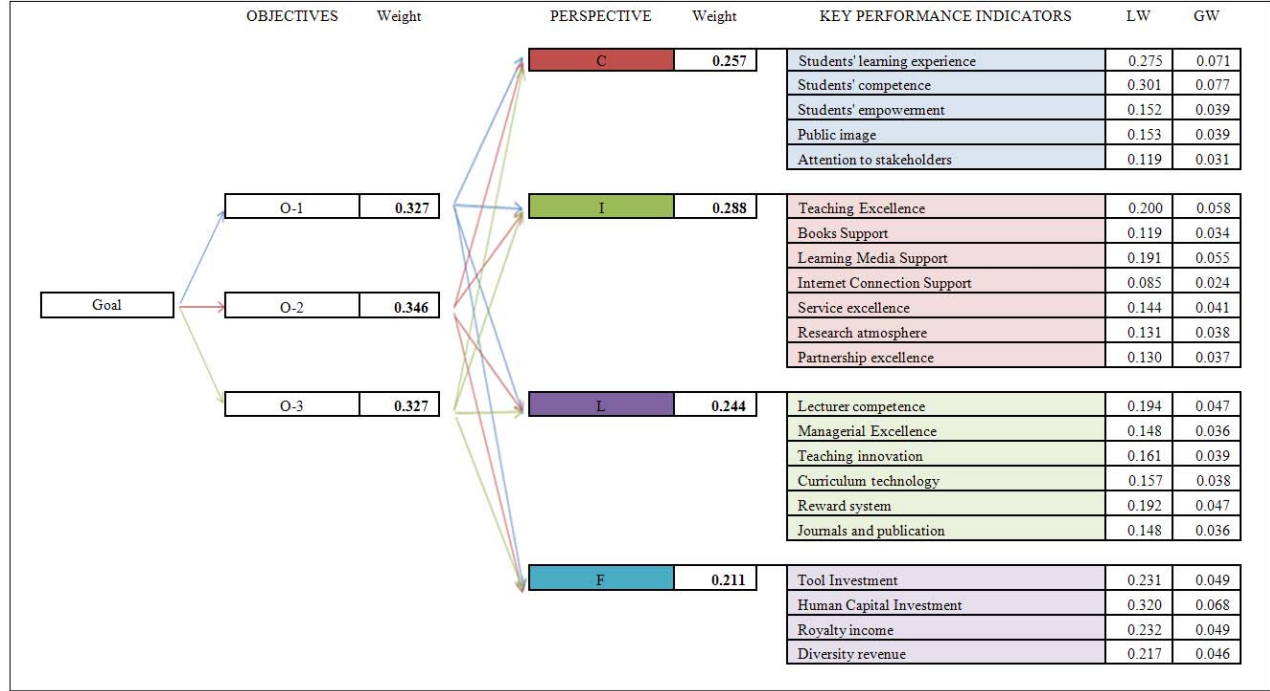 OBJECTIVES Weight PERSPECTIVE Weight KEY PERFORMANCE INDICATORS LW GW
C 0.257 Students' learning experience 0.275 0.071
Students' competence 0.301 0.077
Students' empowerment 0.152 0.039
Public image 0.153 0.039
Attention to stakeholders 0.119 0.031
O-1 0.327 I 0.288 Teaching Excellence 0.200 0.058
Books Support 0.119 0.034
Learning Media Support 0.191 0.055
Internet Connection Support 0.085 0.024
Goal O-2 0.346 Service excellence 0.144 0.041
Research atmosphere 0.131 0.038
Partnership excellence 0.130 0.037
O-3 0.327 L 0.244 Lecturer competence 0.194 0.047
Managerial Excellence 0.148 0.036
Teaching innovation 0.161 0.039
Curriculum technology 0.157 0.038
Reward system 0.192 0.047
Journals and publication 0.148 0.036
F 0.211 Tool Investment 0.231 0.049
Human Capital Investment 0.320 0.068
Royalty income 0.232 0.049
Diversity revenue 0.217 0.046